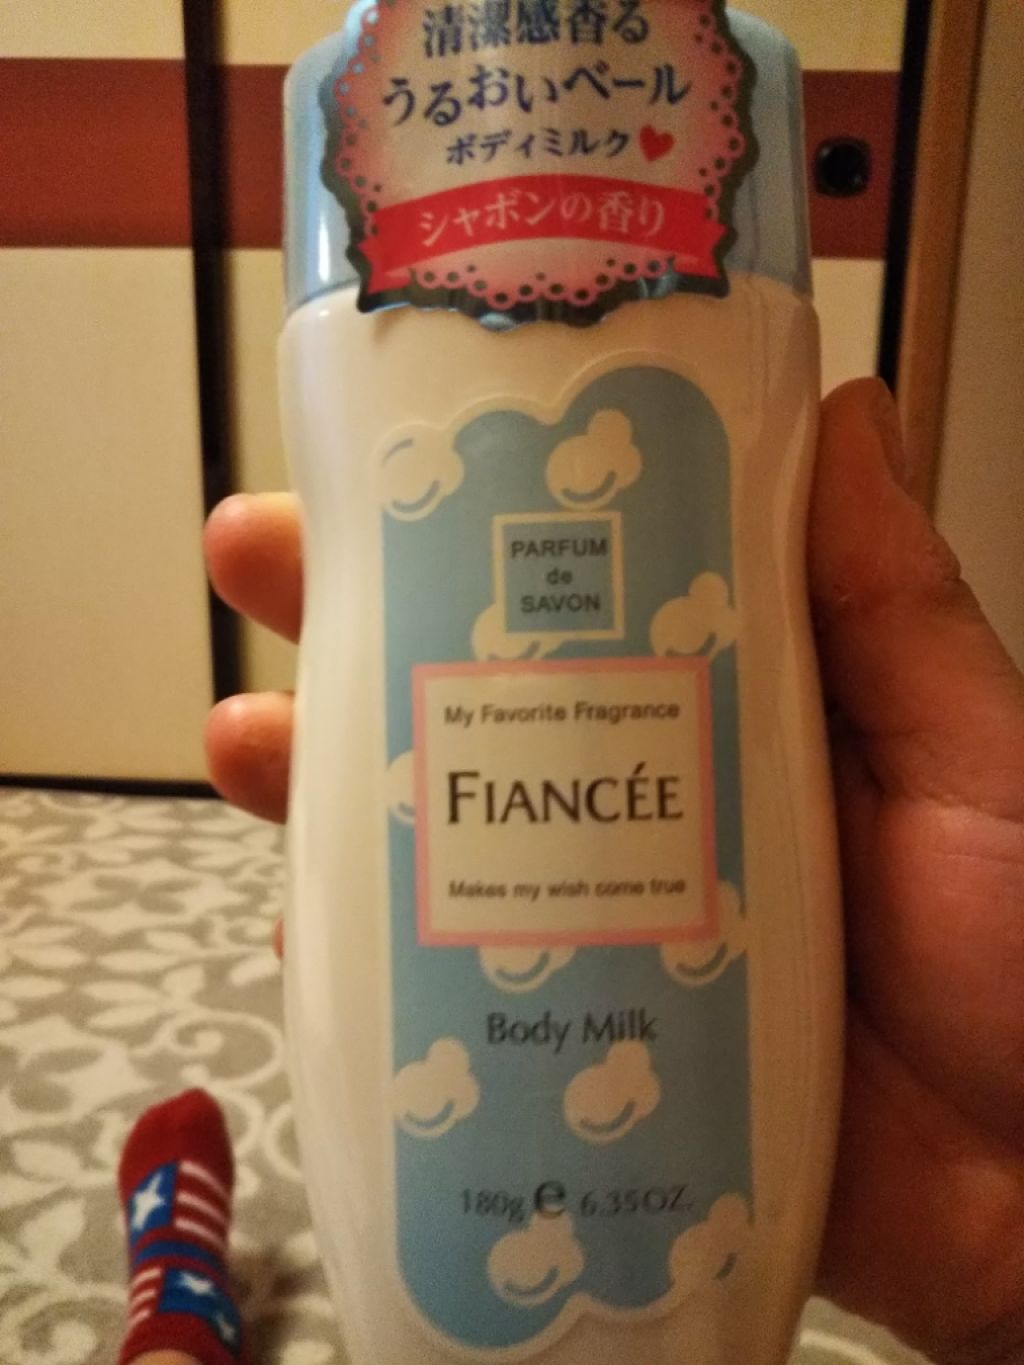 清潔感香る
うるおいベール
ボディミルク
シャボンの香り
PARFUM
de
SAVON
My Favorite Fragrance
FIANCÉE
Makes my wish come true
Body Milk
180g e 6.35OZ.